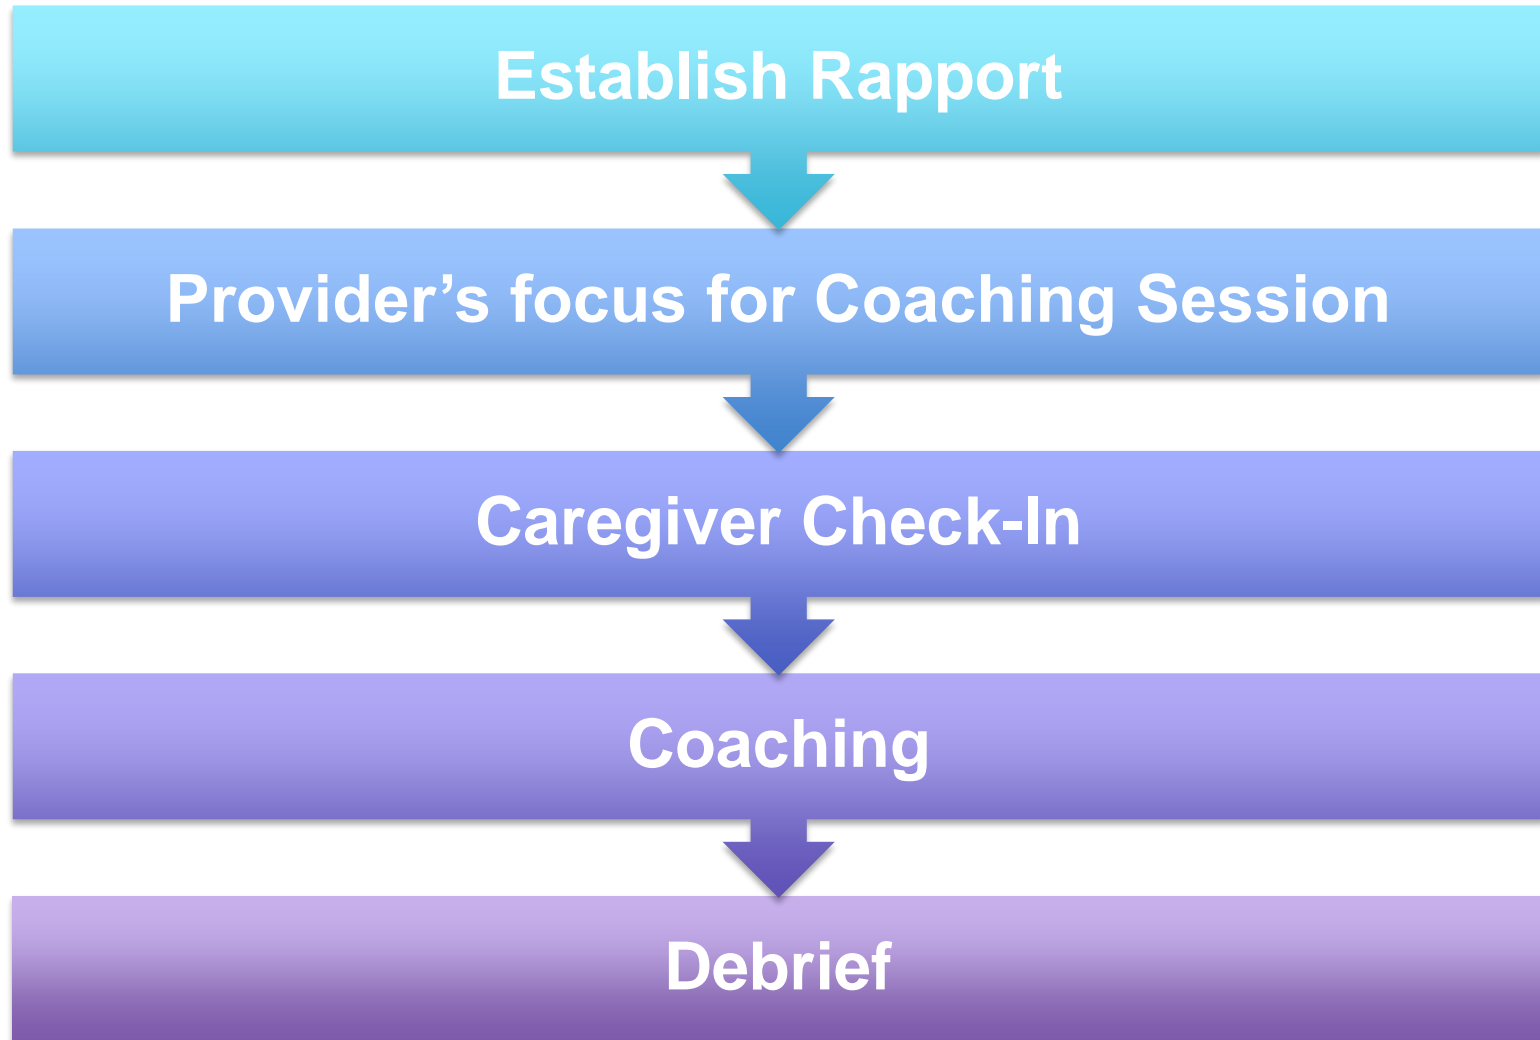 Establish Rapport
Provider’s focus for Coaching Session
Caregiver Check-In
Coaching
Debrief